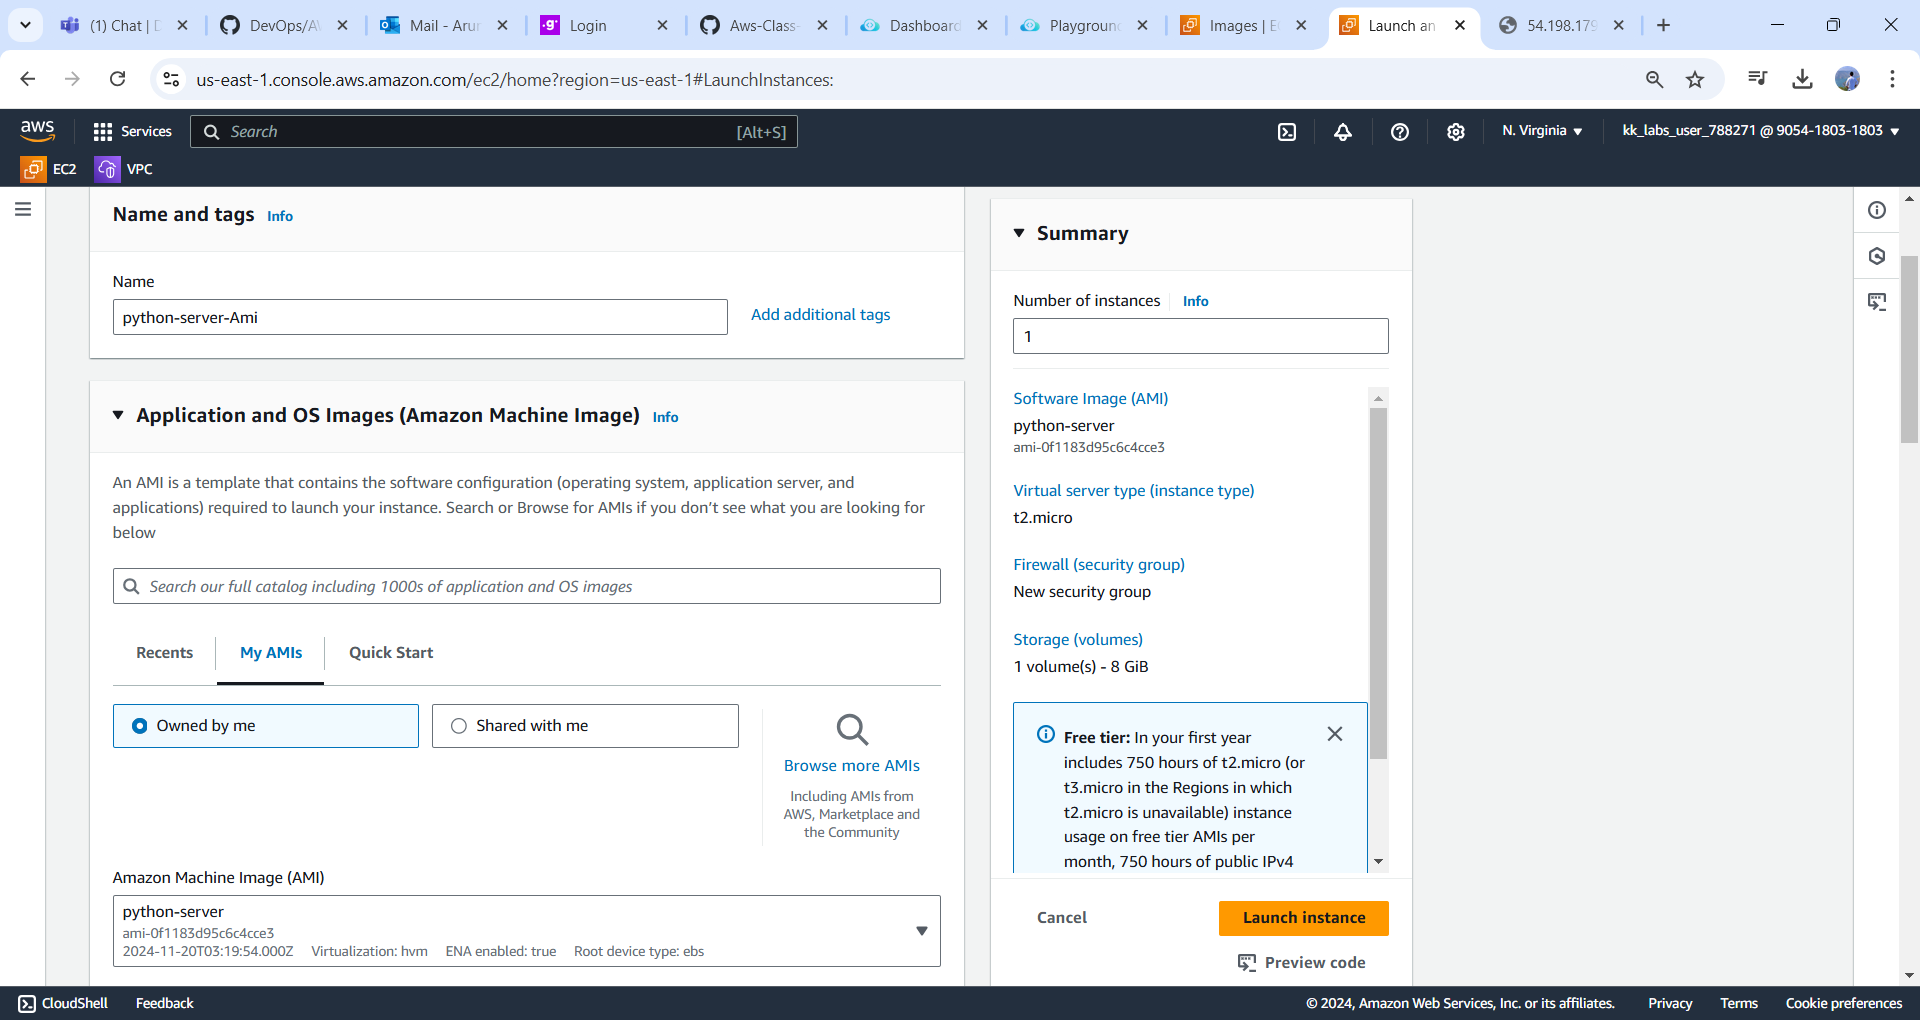 (1) Chat | D
DevOps/A
Mail - Arur
Login
Aws-Class-
Dashboard
Playground
Images | E
Launch an
54.198.179
us-east-1.console.aws.amazon.com/ec2/home?region=us-east-1#LaunchInstances:
aws
Services
Search
[Alt+S]
N. Virginia
kk_labs_user_788271 @ 9054-1803-1803
EC2
VPC
Name and tags Info
Name
python-server-Ami
Add additional tags
Application and OS Images (Amazon Machine Image) Info
An AMI is a template that contains the software configuration (operating system, application server, and
applications) required to launch your instance. Search or Browse for AMIs if you don’t see what you are looking for
below
Search our full catalog including 1000s of application and OS images
Recents
My AMIs
Quick Start
Owned by me
Shared with me
Browse more AMIs
Including AMIs from
AWS, Marketplace and
the Community
Amazon Machine Image (AMI)
python-server
ami-0f1183d95c6c4cce3
2024-11-20T03:19:54.000Z Virtualization: hvm ENA enabled: true Root device type: ebs
Summary
Number of instances Info
1
Software Image (AMI)
python-server
ami-0f1183d95c6c4cce3
Virtual server type (instance type)
t2.micro
Firewall (security group)
New security group
Storage (volumes)
1 volume(s) - 8 GiB
Free tier: In your first year
includes 750 hours of t2.micro (or
t3.micro in the Regions in which
t2.micro is unavailable) instance
usage on free tier AMIs per
month, 750 hours of public IPv4
Cancel
Launch instance
Preview code
CloudShell
Feedback
© 2024, Amazon Web Services, Inc. or its affiliates.
Privacy
Terms
Cookie preferences